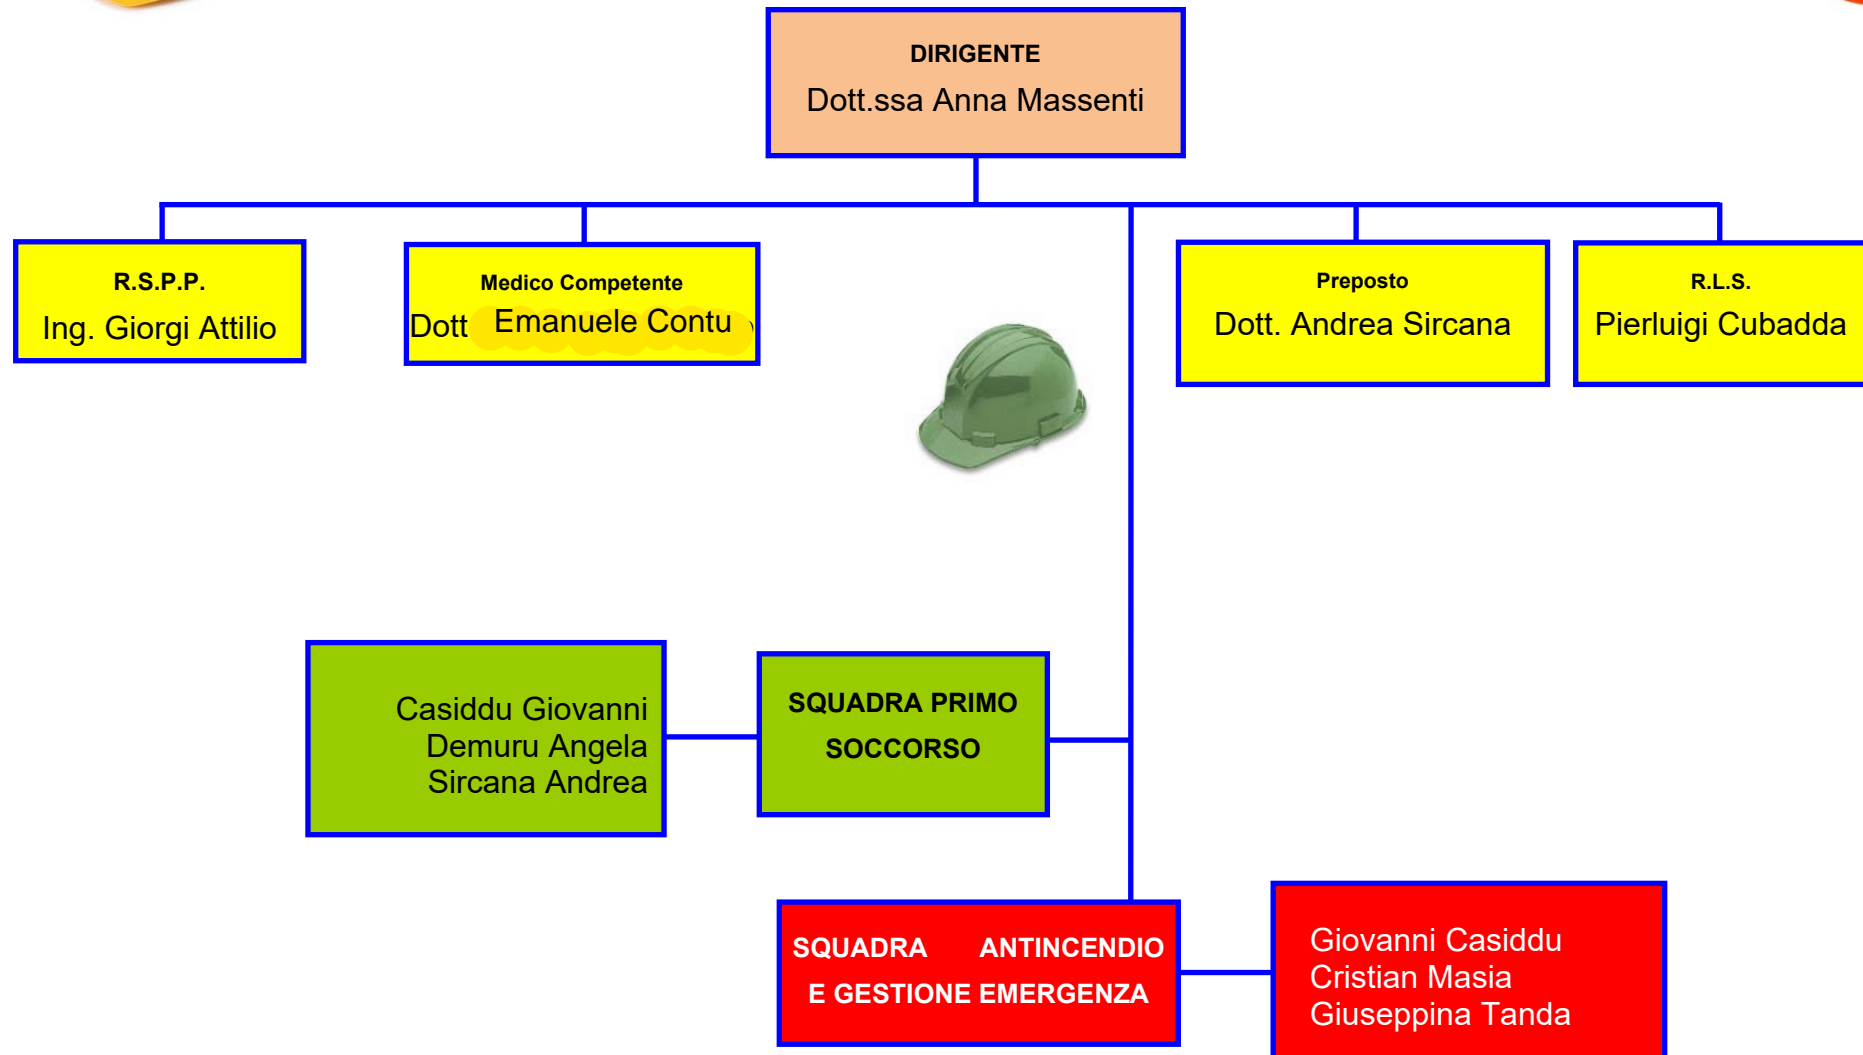 DIRIGENTE
Dott.ssa Anna Massenti
R.S.P.P.
Ing. Giorgi Attilio
Medico Competente
Dott Emanuele Contu
Preposto
Dott. Andrea Sircana
R.L.S.
Pierluigi Cubadda
Casiddu Giovanni
Demuru Angela
Sircana Andrea
SQUADRA PRIMO
SOCCORSO
SQUADRA ANTINCENDIO
E GESTIONE EMERGENZA
Giovanni Casiddu
Cristian Masia
Giuseppina Tanda